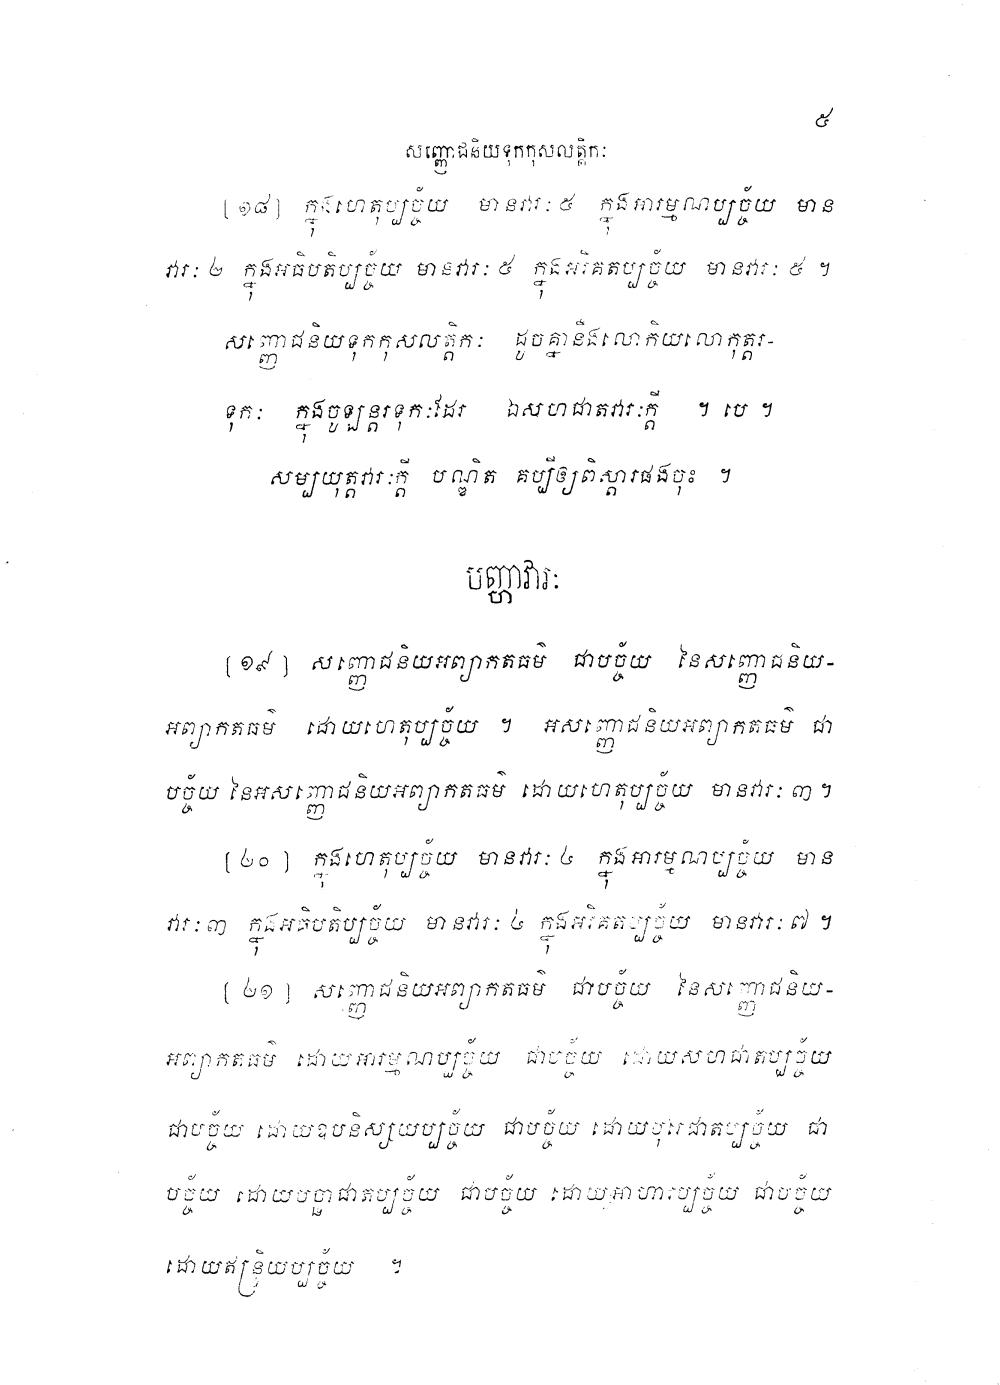 ៥
សញ្ញោជនិយទុកកុសលត្តិកៈ
[១៨] ក្នុងហេតុប្បច្ច័យ មានវារៈ ៥ ក្នុងអារម្មណប្បច្ច័យ មាន
វារៈ ២ ក្នុងអធិបតិប្បច្ច័យ មានវារៈ ៥ ក្នុងអវិគតប្បច្ច័យ មានវារៈ ៥ ។
សញ្ញោជនិយទុកកុសលត្តិកៈ ដូចគ្នានឹងលោកិយលោកុត្តរ-
ទុកៈ ក្នុងចូឡន្តរទុកៈដែរ ឯសហជាតវារៈក្តី ។ បេ ។
សម្បយុត្តវារៈក្តី បណ្ឌិត គប្បីឲ្យពិស្តារផងចុះ ។
បញ្ហាវារៈ
[១៩] សញ្ញោជនិយអព្យាកតធម៌ ជាបច្ច័យ នៃសញ្ញោជនិយ-
អព្យាកតធម៌ ដោយហេតុប្បច្ច័យ ។ អសញ្ញោជនិយអព្យាកតធម៌ ជា
បច្ច័យ នៃអសញ្ញោជនិយអព្យាកតធម៌ ដោយហេតុប្បច្ច័យ មានវារៈ ៣ ។
[២០] ក្នុងហេតុប្បច្ច័យ មានវារៈ ៤ ក្នុងអារម្មណប្បច្ច័យ មាន
វារៈ ៣ ក្នុងអធិបតិប្បច្ច័យ មានវារៈ ៤ ក្នុងអវិគតប្បច្ច័យ មានវារៈ ៧ ។
[២១] សញ្ញោជនិយអព្យាកតធម៌ ជាបច្ច័យ នៃសញ្ញោជនិយ-
អព្យាកតធម៌ ដោយអារម្មណប្បច្ច័យ ជាបច្ច័យ ដោយសហជាតប្បច្ច័យ
ជាបច្ច័យ ដោយឧបនិស្សយប្បច្ច័យ ជាបច្ច័យ ដោយបុរេជាតប្បច្ច័យ ជា
បច្ច័យ ដោយបច្ឆាជាតប្បច្ច័យ ជាបច្ច័យ ដោយអាហារប្បច្ច័យ ជាបច្ច័យ
ដោយឥន្ទ្រិយប្បច្ច័យ ។